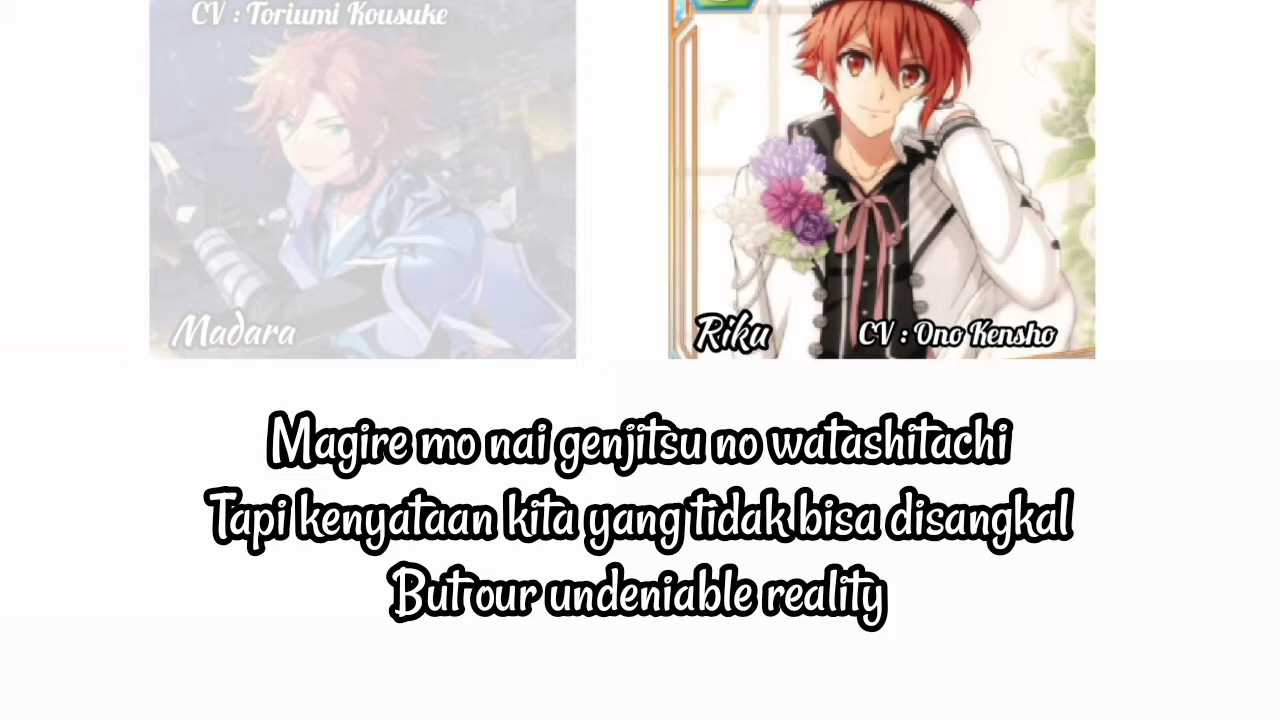 CV : Toriumi Kousuke
Madara
Riku
CV : Ono Kensho
Magire mo nai genjitsu no watashitachi
Tapi kenyataan kita yang tidak bisa disangkal
But our undeniable reality